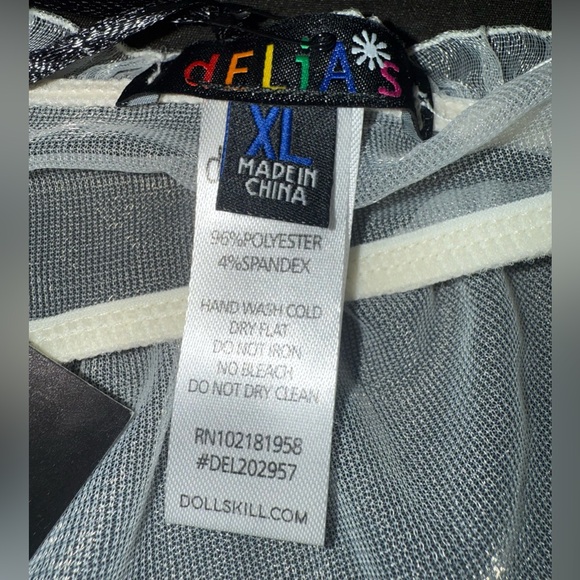 dELiA*s
XL
MADE IN
CHINA
d
96%POLYESTER
4%SPANDEX
HAND WASH COLD
DRY FLAT
DO NOT IRON
NO BLEACH
DO NOT DRY CLEAN
RN102181958
#DEL202957
DOLLSKILL.COM